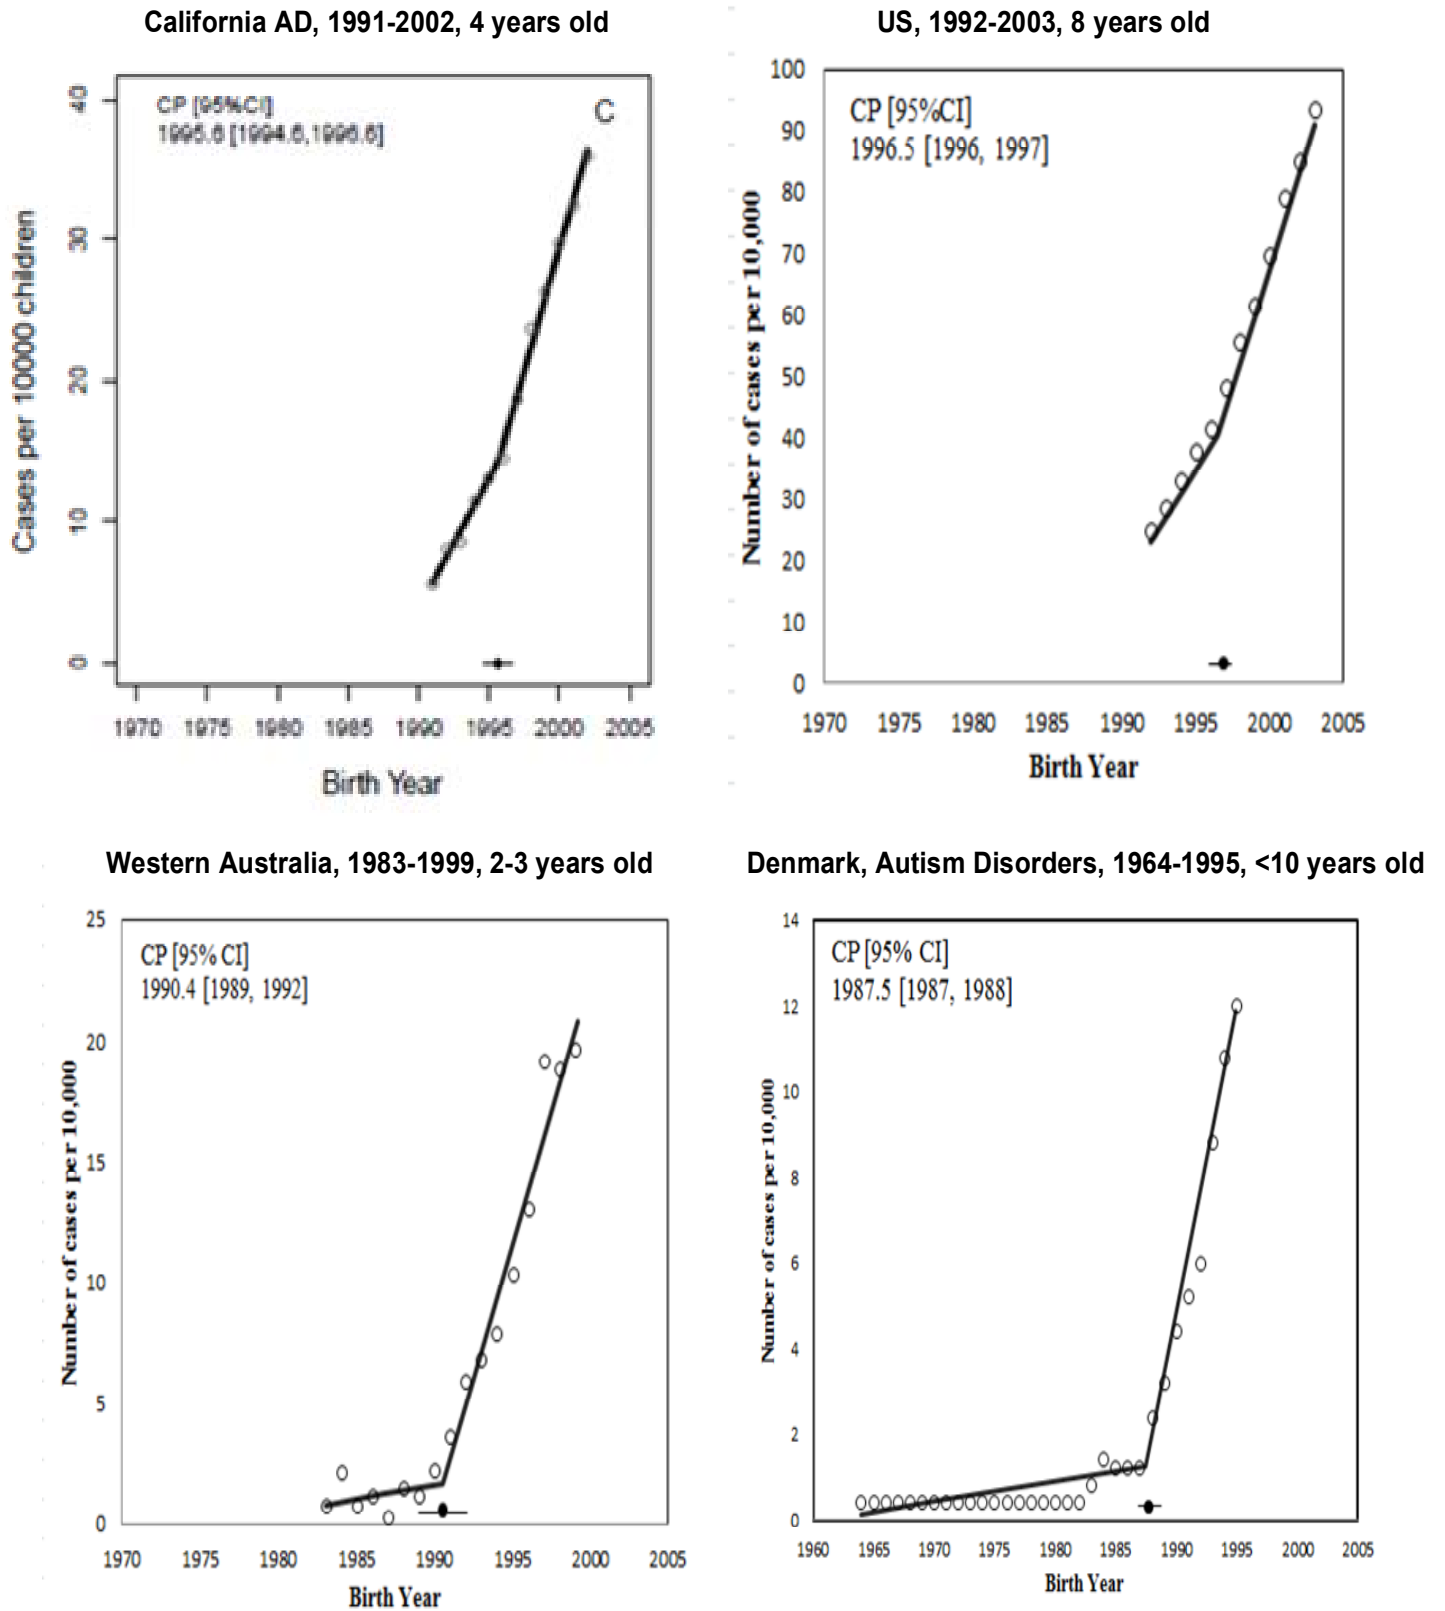 California AD, 1991-2002, 4 years old
CP [95%CI]
1995.6 [1994.6,1996.6]
C
40
30
20
10
0
Cases per 10000 children
1970 1975 1980 1985 1990 1995 2000 2005
Birth Year
US, 1992-2003, 8 years old
CP [95%CI]
1996.5 [1996, 1997]
100
90
80
70
60
50
40
30
20
10
0
Number of cases per 10,000
1970 1975 1980 1985 1990 1995 2000 2005
Birth Year
Western Australia, 1983-1999, 2-3 years old
CP [95% CI]
1990.4 [1989, 1992]
25
20
15
10
5
0
Number of cases per 10,000
1970 1975 1980 1985 1990 1995 2000 2005
Birth Year
Denmark, Autism Disorders, 1964-1995, <10 years old
CP [95% CI]
1987.5 [1987, 1988]
14
12
10
8
6
4
2
0
Number of cases per 10,000
1960 1965 1970 1975 1980 1985 1990 1995 2000 2005
Birth Year